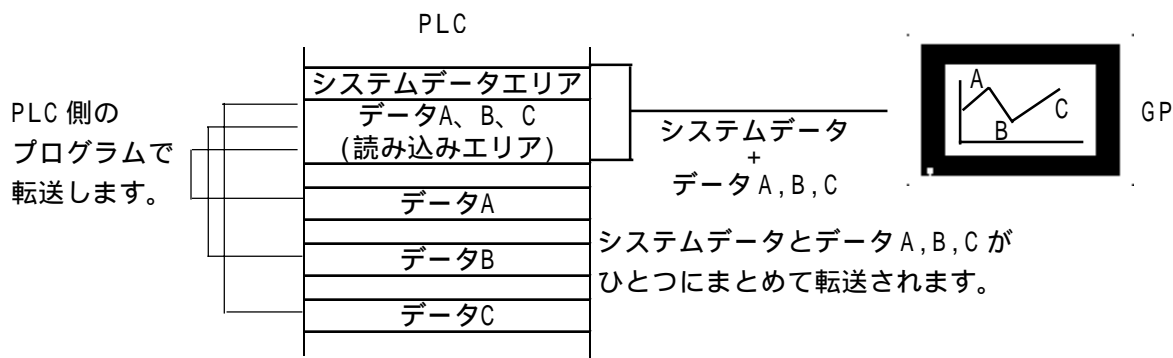 PLC
システムデータエリア
データA、B、C
(読み込みエリア)
データA
データB
データC
PLC側の
プログラムで
転送します。
システムデータ
+
データA,B,C
A
B
C
GP
システムデータとデータA,B,Cが
ひとつにまとめて転送されます。